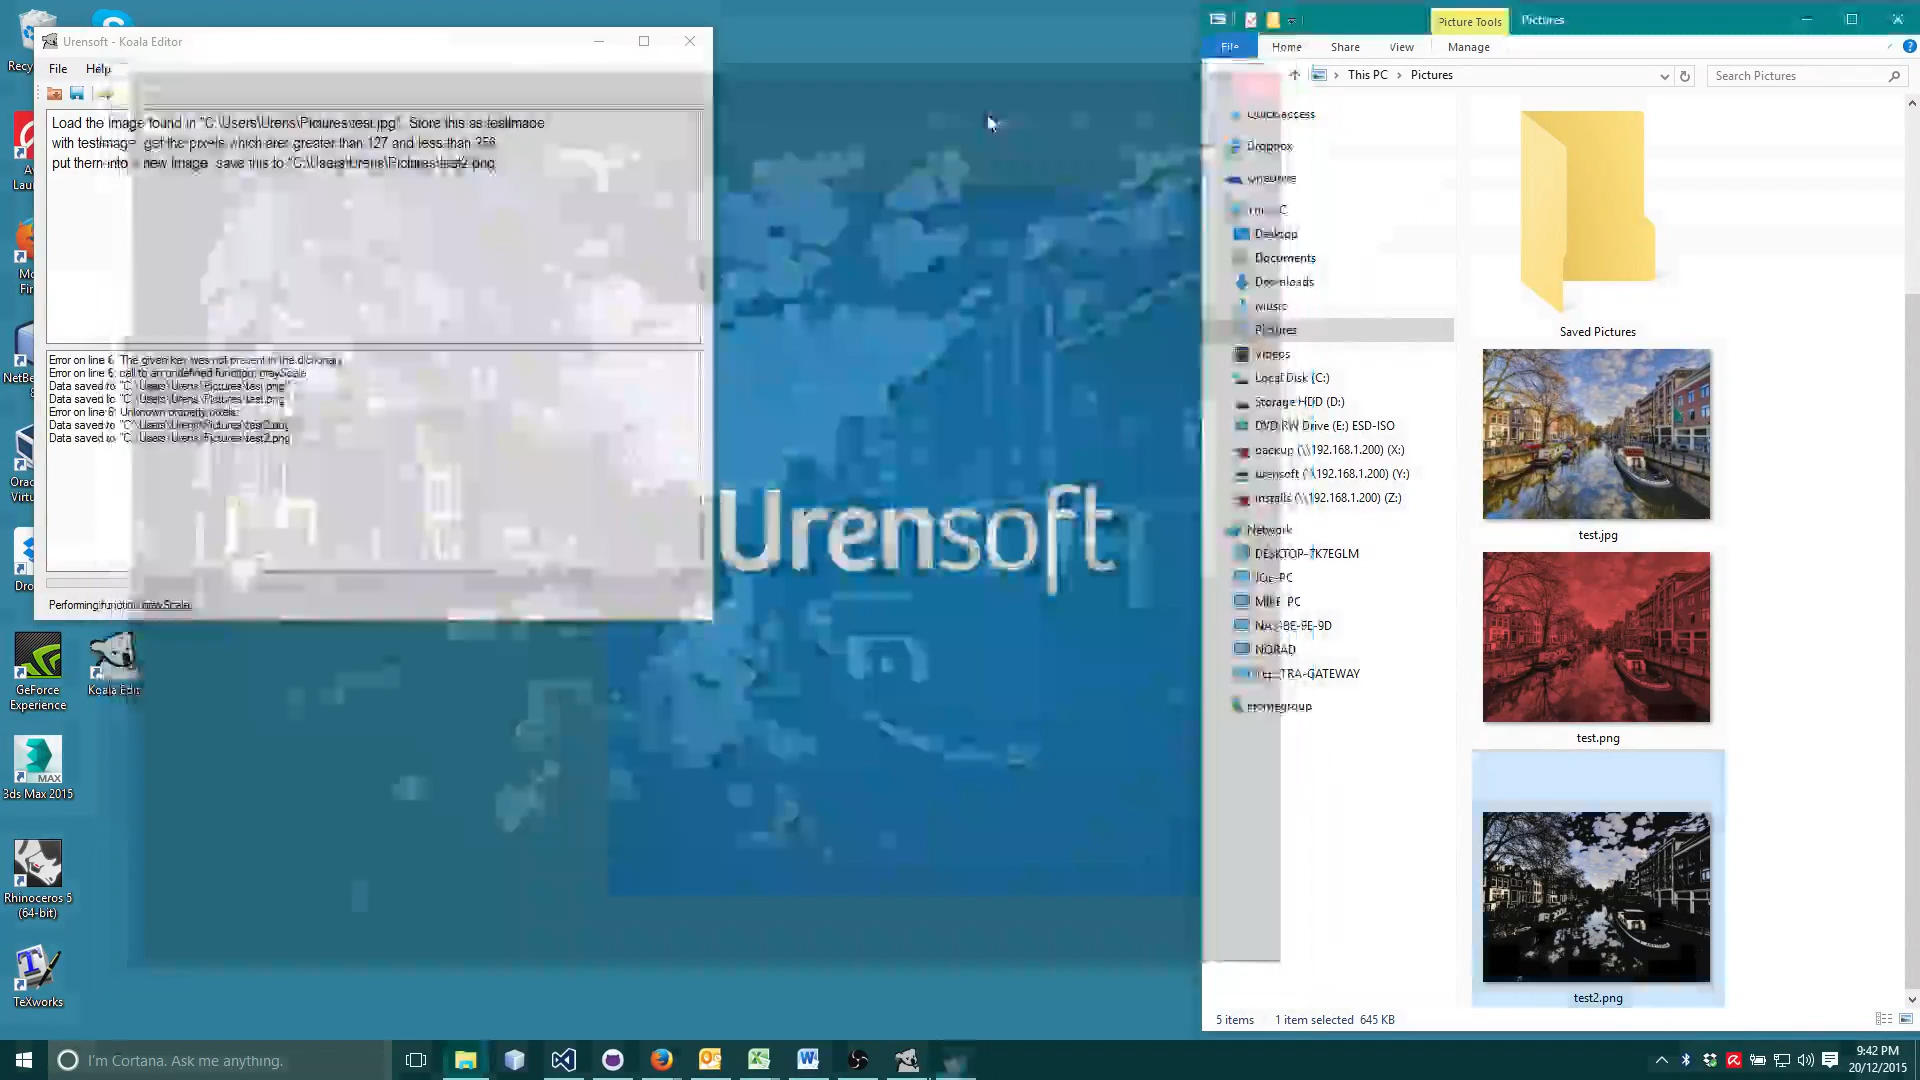 Urensoft - Koala Editor
File Help
Load the image found in "C:\Users\Urens\Pictures\
with testimage get the pixels which are greater than 127 and less than 256
put them into a new image save this to "C:\Users\Urens\Pictures\test2.png
Error on line 6 The given key was not present in the dictionary
Error on line 6: call to an undefined function grayScale
Data saved to "C:\Users\Urens\Pictures\test.png"
Data saved to "C:\Users\Urens\Pictures\test.png
Error on line 6 Unknown property pixels
Data saved to "C:\Users\Urens\Pictures\test2.png
Data saved to "C:\Users\Urens\Pictures\test2.png
Performing function grayScale
Urensoft
GeForce
Experience
Koala Edit
MAX
3ds Max 2015
Rhinoceros 5
(64-bit)
TeXworks
Picture Tools Pictures
File Home Share View Manage
This PC > Pictures
Search Pictures
Quick access
Dropbox
OneDrive
Desktop
Documents
Downloads
Music
Pictures
Videos
Local Disk (C:)
Storage HDD (D:)
DVD RW Drive (E:) ESD-ISO
backup (\\192.168.1.200) (X:)
urensoft (\\192.168.1.200) (Y:)
installs (\\192.168.1.200) (Z:)
Network
DESKTOP-7K7EGLM
JOE-PC
MIKE-PC
NAS-BE-9E-9D
NORAD
Homegroup
Saved Pictures
test.jpg
test.png
test2.png
5 items 1 item selected 645 KB
I'm Cortana. Ask me anything.
9:42 PM
20/12/2015